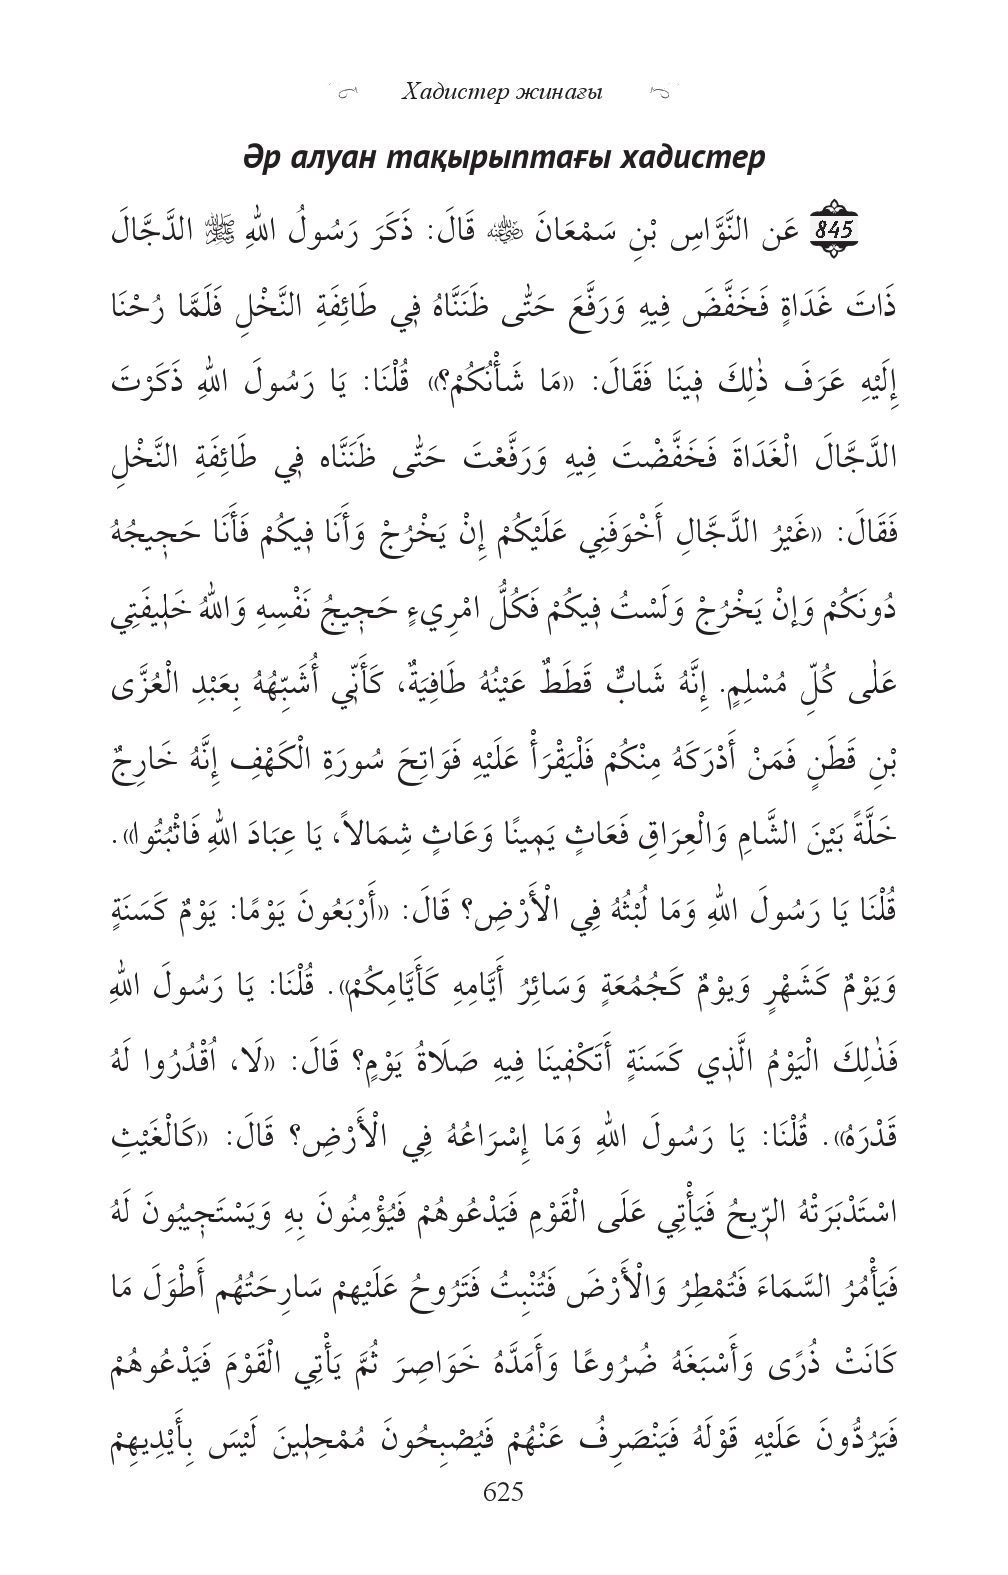 Хадистер жинағы
Әр алуан тақырыптағы хадистер
845 عَن النَّوَّاسِ بْنِ سَمْعَانَ ؓ قَالَ: ذَكَرَ رَسُولُ اللهِ ﷺ الدَّجَّالَ
ذَاتَ غَدَاةٍ فَخَفَّضَ فِيهِ وَرَفَّعَ حَتّٰى ظَنَنَّاهُ فِي طَائِفَةِ النَّخْلِ فَلَمَّا رُحْنَا
إِلَيْهِ عَرَفَ ذٰلِكَ فِينَا فَقَالَ: «مَا شَأْنُكُمْ؟» قُلْنَا: يَا رَسُولَ اللهِ ذَكَرْتَ
الدَّجَّالَ الْغَدَاةَ فَخَفَّضْتَ فِيهِ وَرَفَّعْتَ حَتّٰى ظَنَنَّاه فِي طَائِفَةِ النَّخْلِ
فَقَالَ: «غَيْرُ الدَّجَّالِ أَخْوَفَنِي عَلَيْكُمْ إِنْ يَخْرُجْ وَأَنَا فِيكُمْ فَأَنَا حَجِيجُهُ
دُونَكُمْ وَإنْ يَخْرُجْ وَلَسْتُ فِيكُمْ فَكُلُّ امْرِيءٍ حَجِيجُ نَفْسِهِ وَاللهُ خَلِيفَتِي
عَلٰى كُلِّ مُسْلِمٍ. إِنَّهُ شَابٌّ قَطَطٌ عَيْنُهُ طَافِيَةٌ، كَأَنِّي أُشَبِّهُهُ بِعَبْدِ الْعُزَّى
بْنِ قَطَنٍ فَمَنْ أَدْرَكَهُ مِنْكُمْ فَلْيَقْرَأْ عَلَيْهِ فَوَاتِحَ سُورَةِ الْكَهْفِ إِنَّهُ خَارِجٌ
خَلَّةً بَيْنَ الشَّامِ وَالْعِرَاقِ فَعَاثٍ يَمِينًا وَعَاثٍ شِمَالاً، يَا عِبَادَ اللهِ فَاثْبُتُوا».
قُلْنَا يَا رَسُولَ اللهِ وَمَا لُبْثُهُ فِي الْأَرْضِ؟ قَالَ: «أَرْبَعُونَ يَوْمًا: يَوْمٌ كَسَنَةٍ
وَيَوْمٌ كَشَهْرٍ وَيوْمٌ كَجُمُعَةٍ وَسَائِرُ أَيَّامِهِ كَأَيَّامِكُمْ». قُلْنَا: يَا رَسُولَ اللهِ
فَذٰلِكَ الْيَوْمُ الَّذِي كَسَنَةٍ أَتَكْفِينَا فِيهِ صَلَاةُ يَوْمٍ؟ قَالَ: «لَا، اُقْدُرُوا لَهُ
قَدْرَهُ». قُلْنَا: يَا رَسُولَ اللهِ وَمَا إِسْرَاعُهُ فِي الْأَرْضِ؟ قَالَ: «كَالْغَيْثِ
اسْتَدْبَرَتْهُ الرِّيحُ فَيَأْتِي عَلَى الْقَوْمِ فَيَدْعُوهُمْ فَيُؤْمِنُونَ بِهِ وَيَسْتَجِيبُونَ لَهُ
فَيَأْمُرُ السَّمَاءَ فَتُمْطِرُ وَالْأَرْضَ فَتُنْبِتُ فَتَرُوحُ عَلَيْهِمْ سَارِحَتُهُم أَطْوَلَ مَا
كَانَتْ ذُرًى وَأَسْبَغَهُ ضُرُوعًا وَأَمَدَّهُ خَوَاصِرَ ثُمَّ يَأْتِي الْقَوْمَ فَيَدْعُوهُمْ
فَيَرُدُّونَ عَلَيْهِ قَوْلَهُ فَيَنْصَرِفُ عَنْهُمْ فَيُصْبِحُونَ مُمْحِلِينَ لَيْسَ بِأَيْدِيهِمْ
625